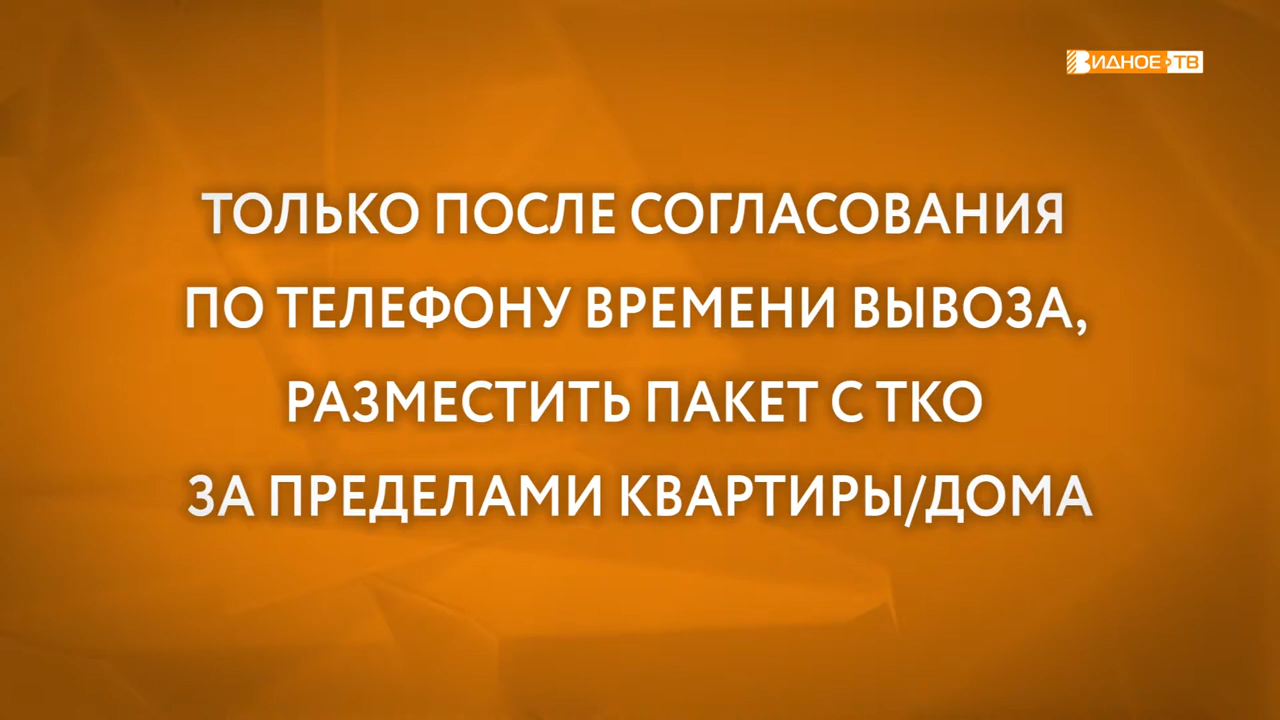 ВИДНОЕ ТВ
ТОЛЬКО ПОСЛЕ СОГЛАСОВАНИЯ
ПО ТЕЛЕФОНУ ВРЕМЕНИ ВЫВОЗА,
РАЗМЕСТИТЬ ПАКЕТ С ТКО
ЗА ПРЕДЕЛАМИ КВАРТИРЫ/ДОМА